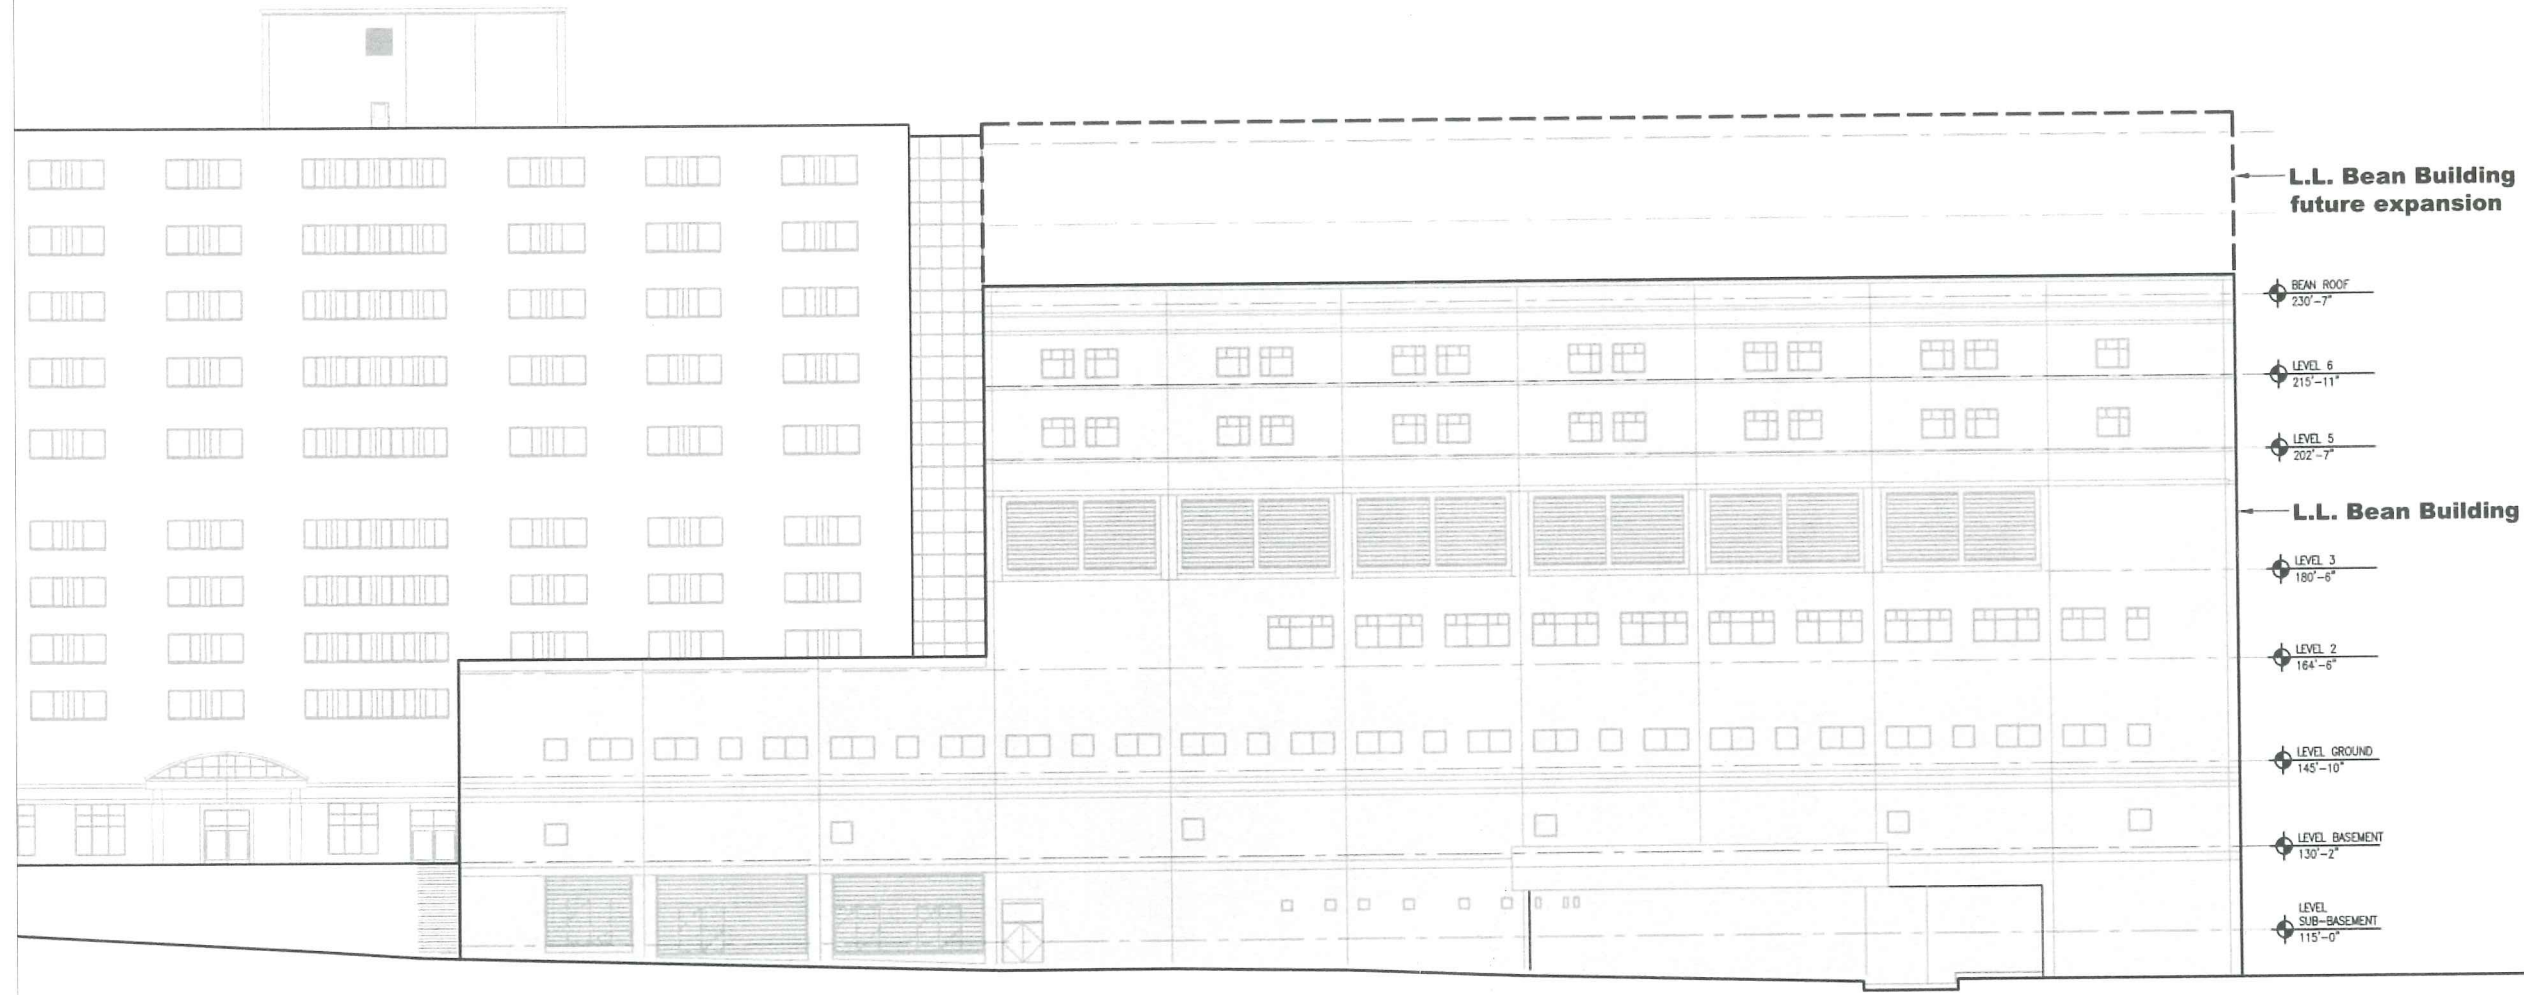 L.L. Bean Building
future expansion
BEAN ROOF
230'-7"
LEVEL 6
215'-11"
LEVEL 5
202'-7"
L.L. Bean Building
LEVEL 3
180'-6"
LEVEL 2
164'-6"
LEVEL GROUND
145'-10"
LEVEL BASEMENT
130'-2"
LEVEL
SUB-BASEMENT
115'-0"